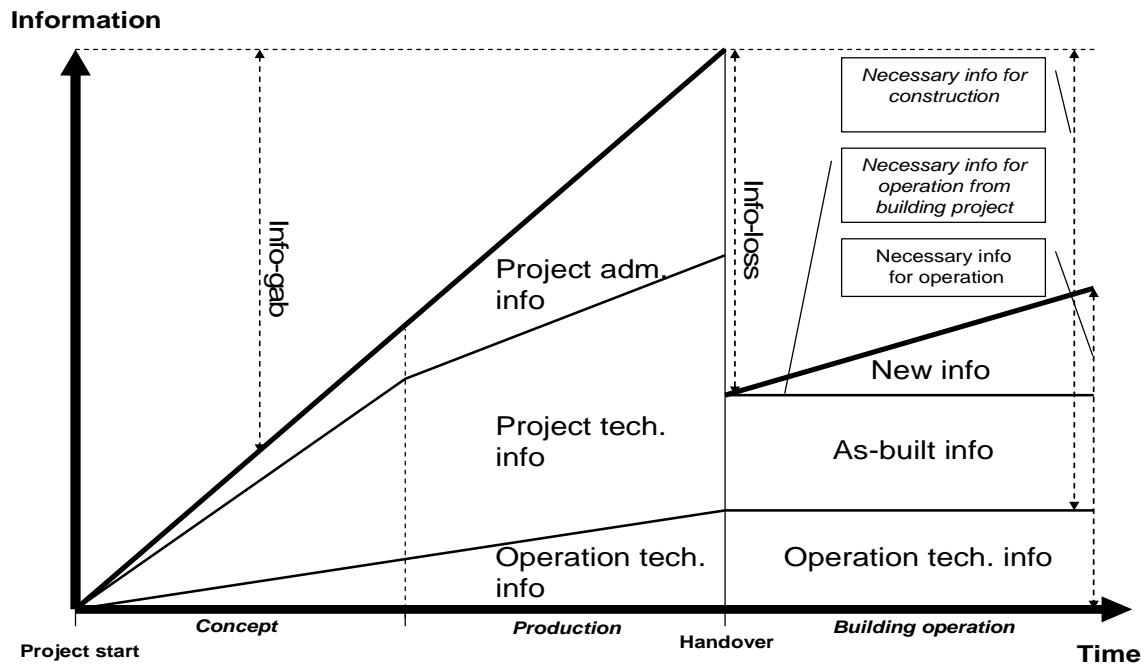 Information
Necessary info for
construction
Necessary info for
operation from
building project
Necessary info
for operation
Info-gab
Info-loss
Project adm.
info
New info
Project tech.
info
As-built info
Operation tech.
info
Operation tech. info
Concept
Production
Handover
Building operation
Project start
Time